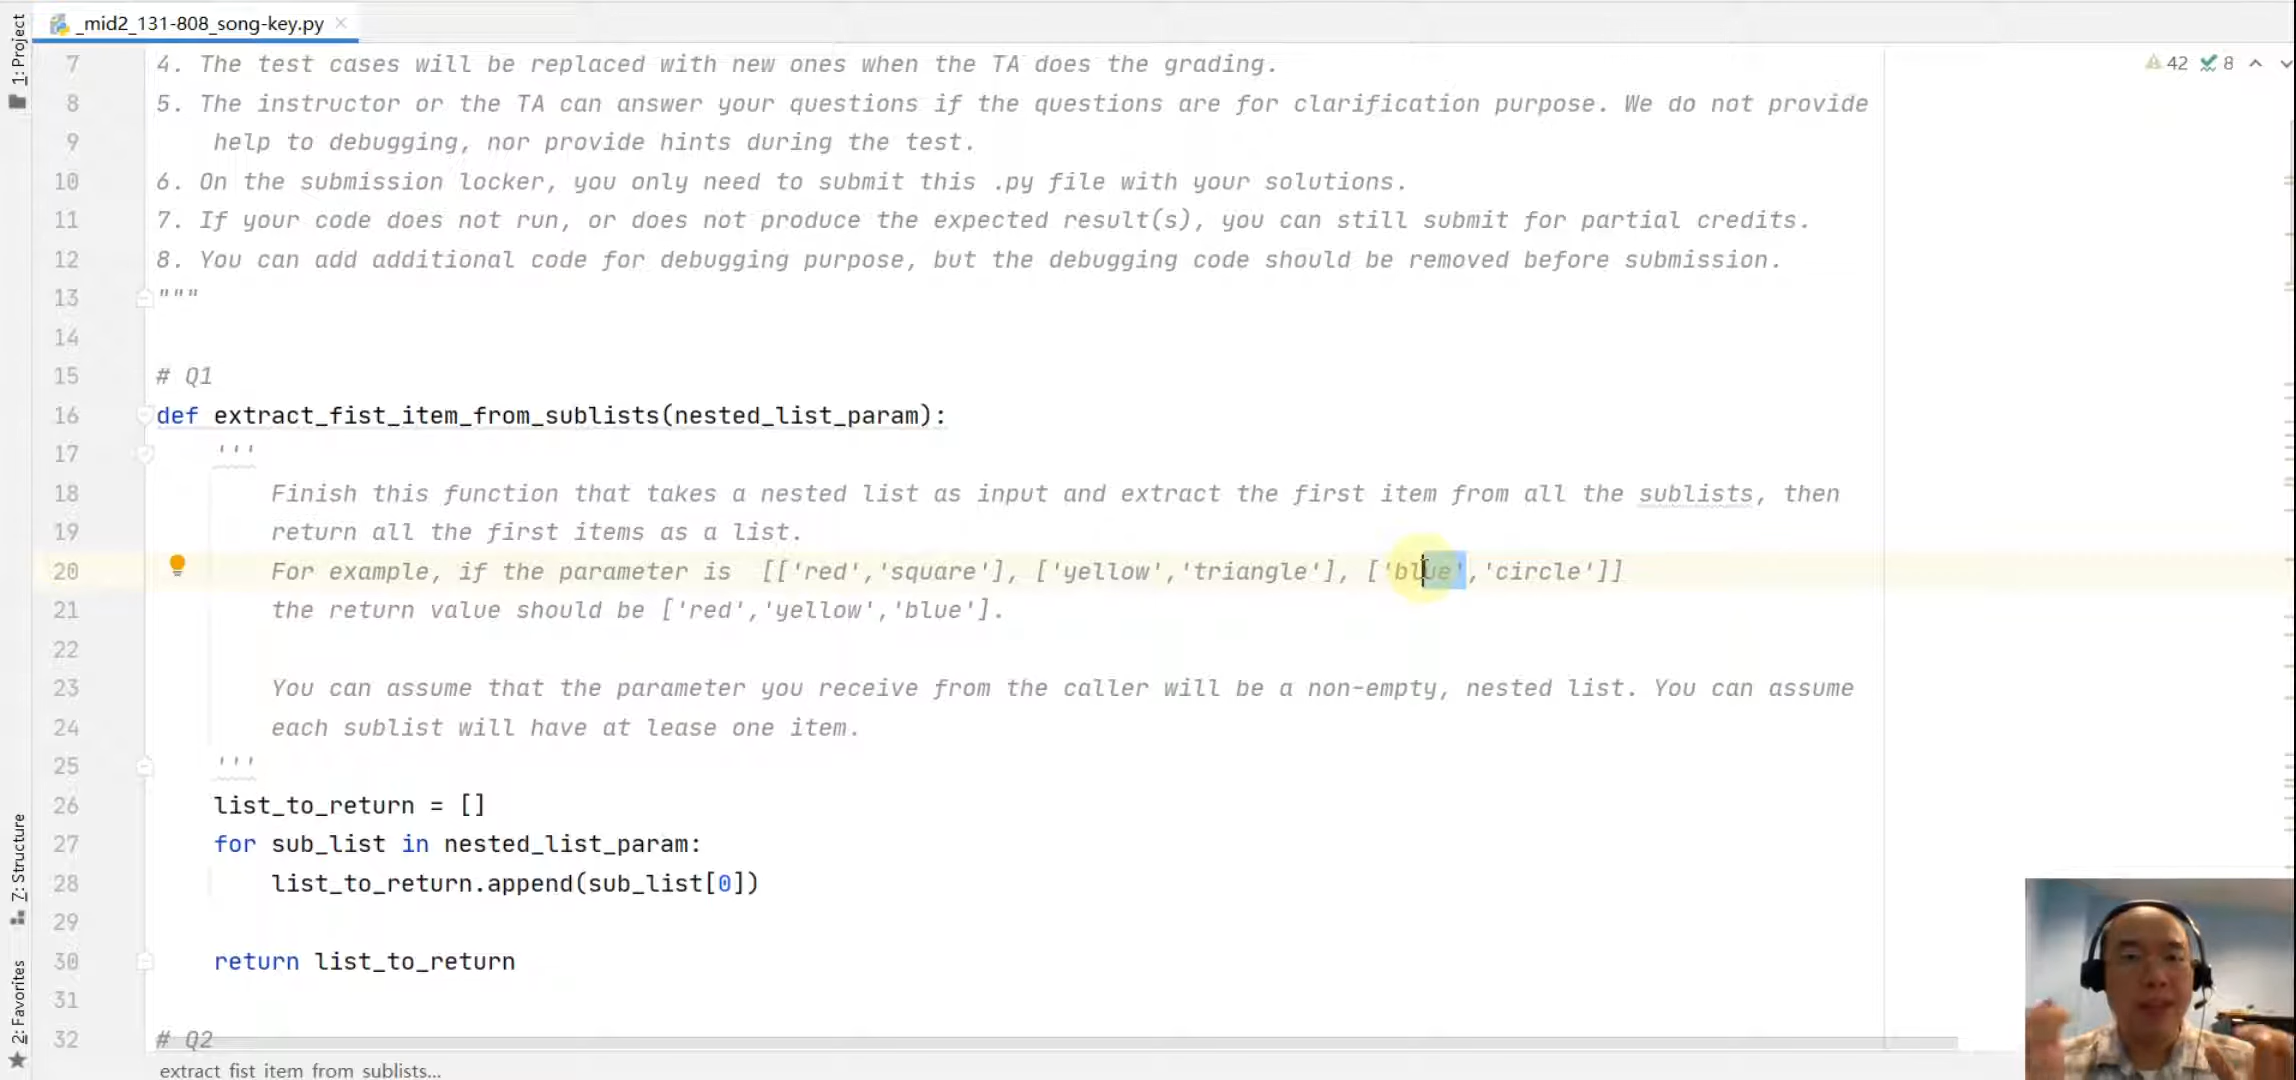 _mid2_131-808_song-key.py
1: Project
7 4. The test cases will be replaced with new ones when the TA does the grading.
42 8
8 5. The instructor or the TA can answer your questions if the questions are for clarification purpose. We do not provide
9 help to debugging, nor provide hints during the test.
10 6. On the submission locker, you only need to submit this .py file with your solutions.
11 7. If your code does not run, or does not produce the expected result(s), you can still submit for partial credits.
12 8. You can add additional code for debugging purpose, but the debugging code should be removed before submission.
13 """
14
15 # Q1
16 def extract_fist_item_from_sublists(nested_list_param):
17 '''
18 Finish this function that takes a nested list as input and extract the first item from all the sublists, then
19 return all the first items as a list.
20 For example, if the parameter is  [['red','square'], ['yellow','triangle'], ['blue','circle']]
21 the return value should be ['red','yellow','blue'].
22
23 You can assume that the parameter you receive from the caller will be a non-empty, nested list. You can assume
24 each sublist will have at lease one item.
25 '''
26 list_to_return = []
27 for sub_list in nested_list_param:
28 list_to_return.append(sub_list[0])
29
30 return list_to_return
31
32 # Q2
7: Structure
2: Favorites
extract_fist_item_from_sublists...